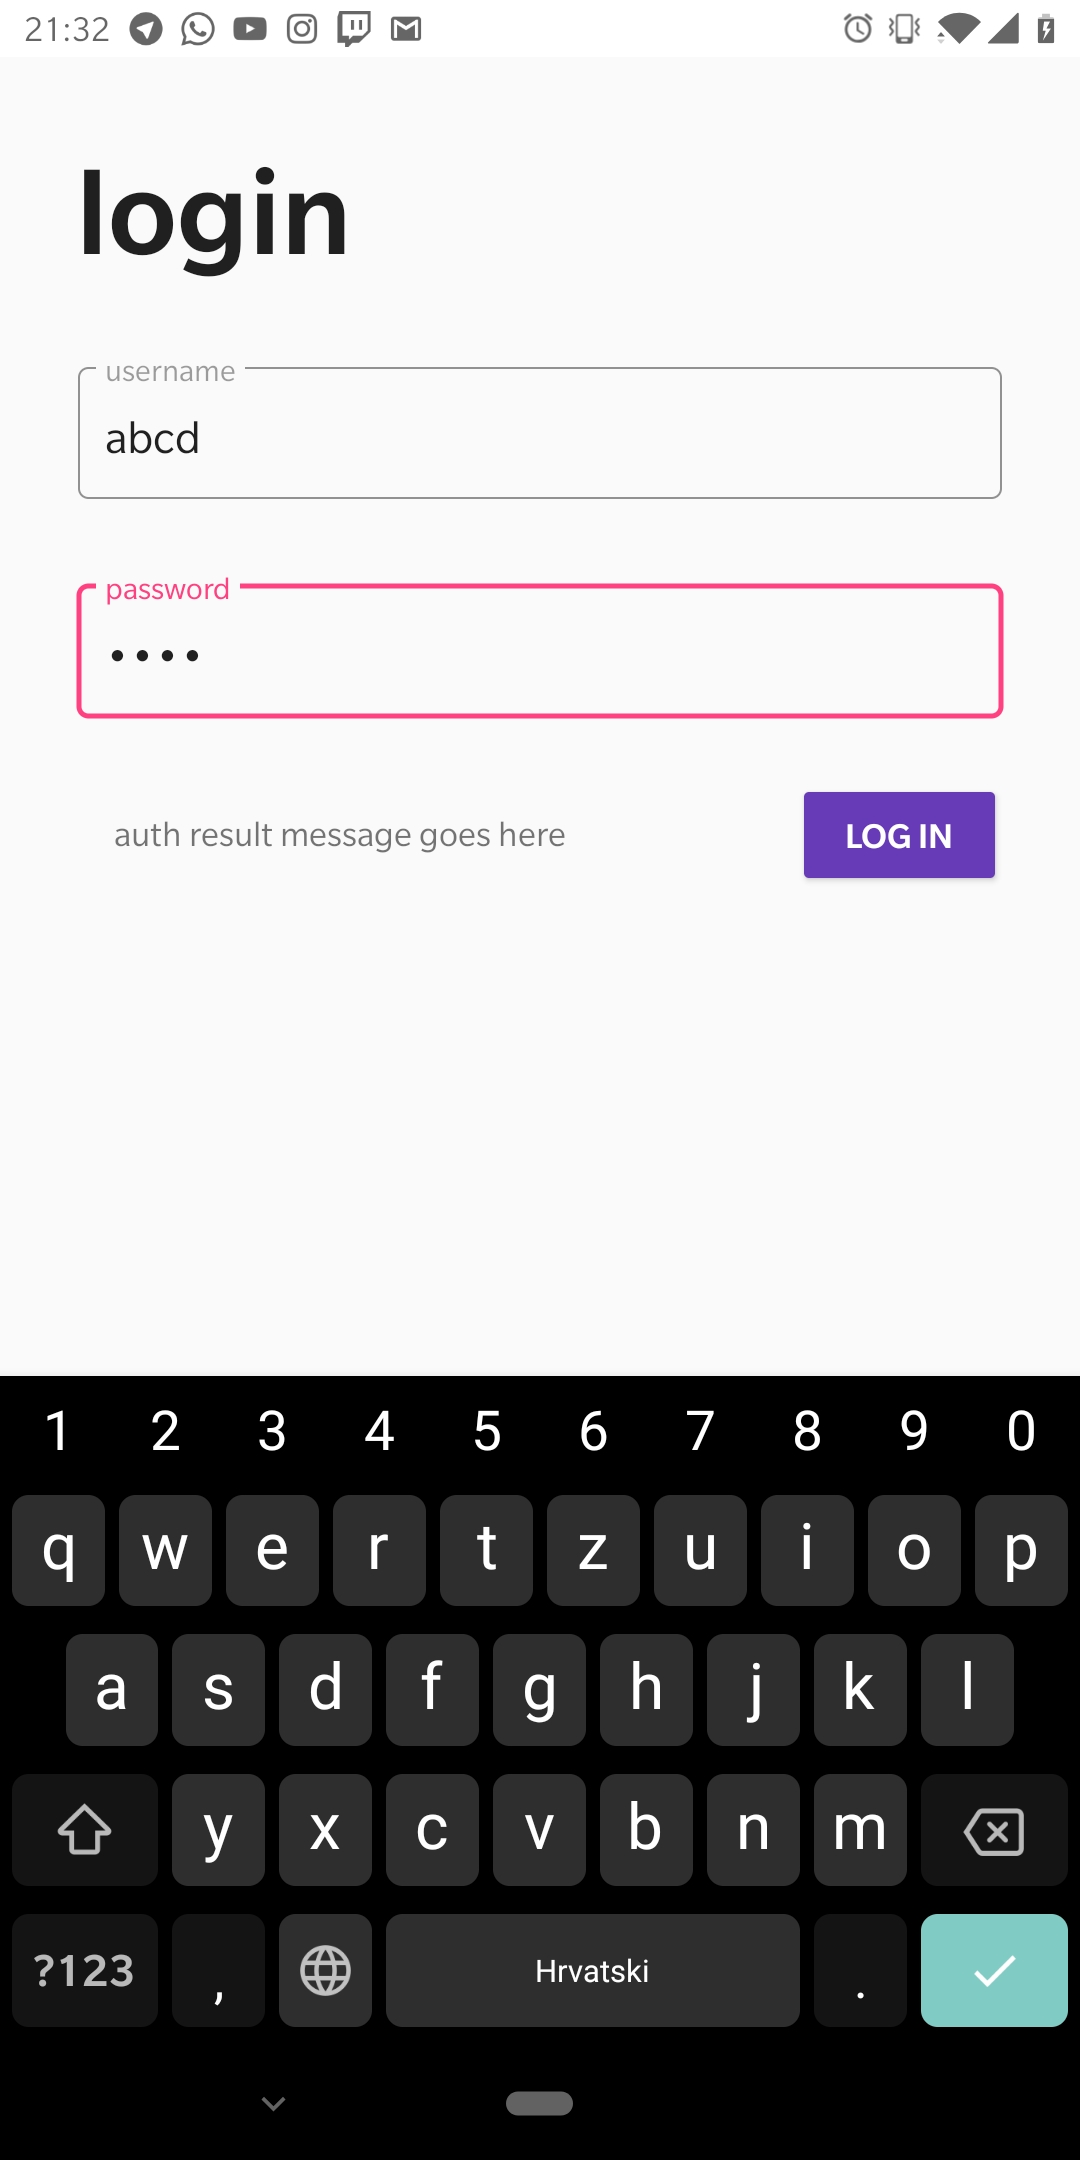 21:32
login
username
abcd
password
••••
auth result message goes here
LOG IN
1 2 3 4 5 6 7 8 9 0
q w e r t z u i o p
a s d f g h j k l
y x c v b n m
?123 , Hrvatski .